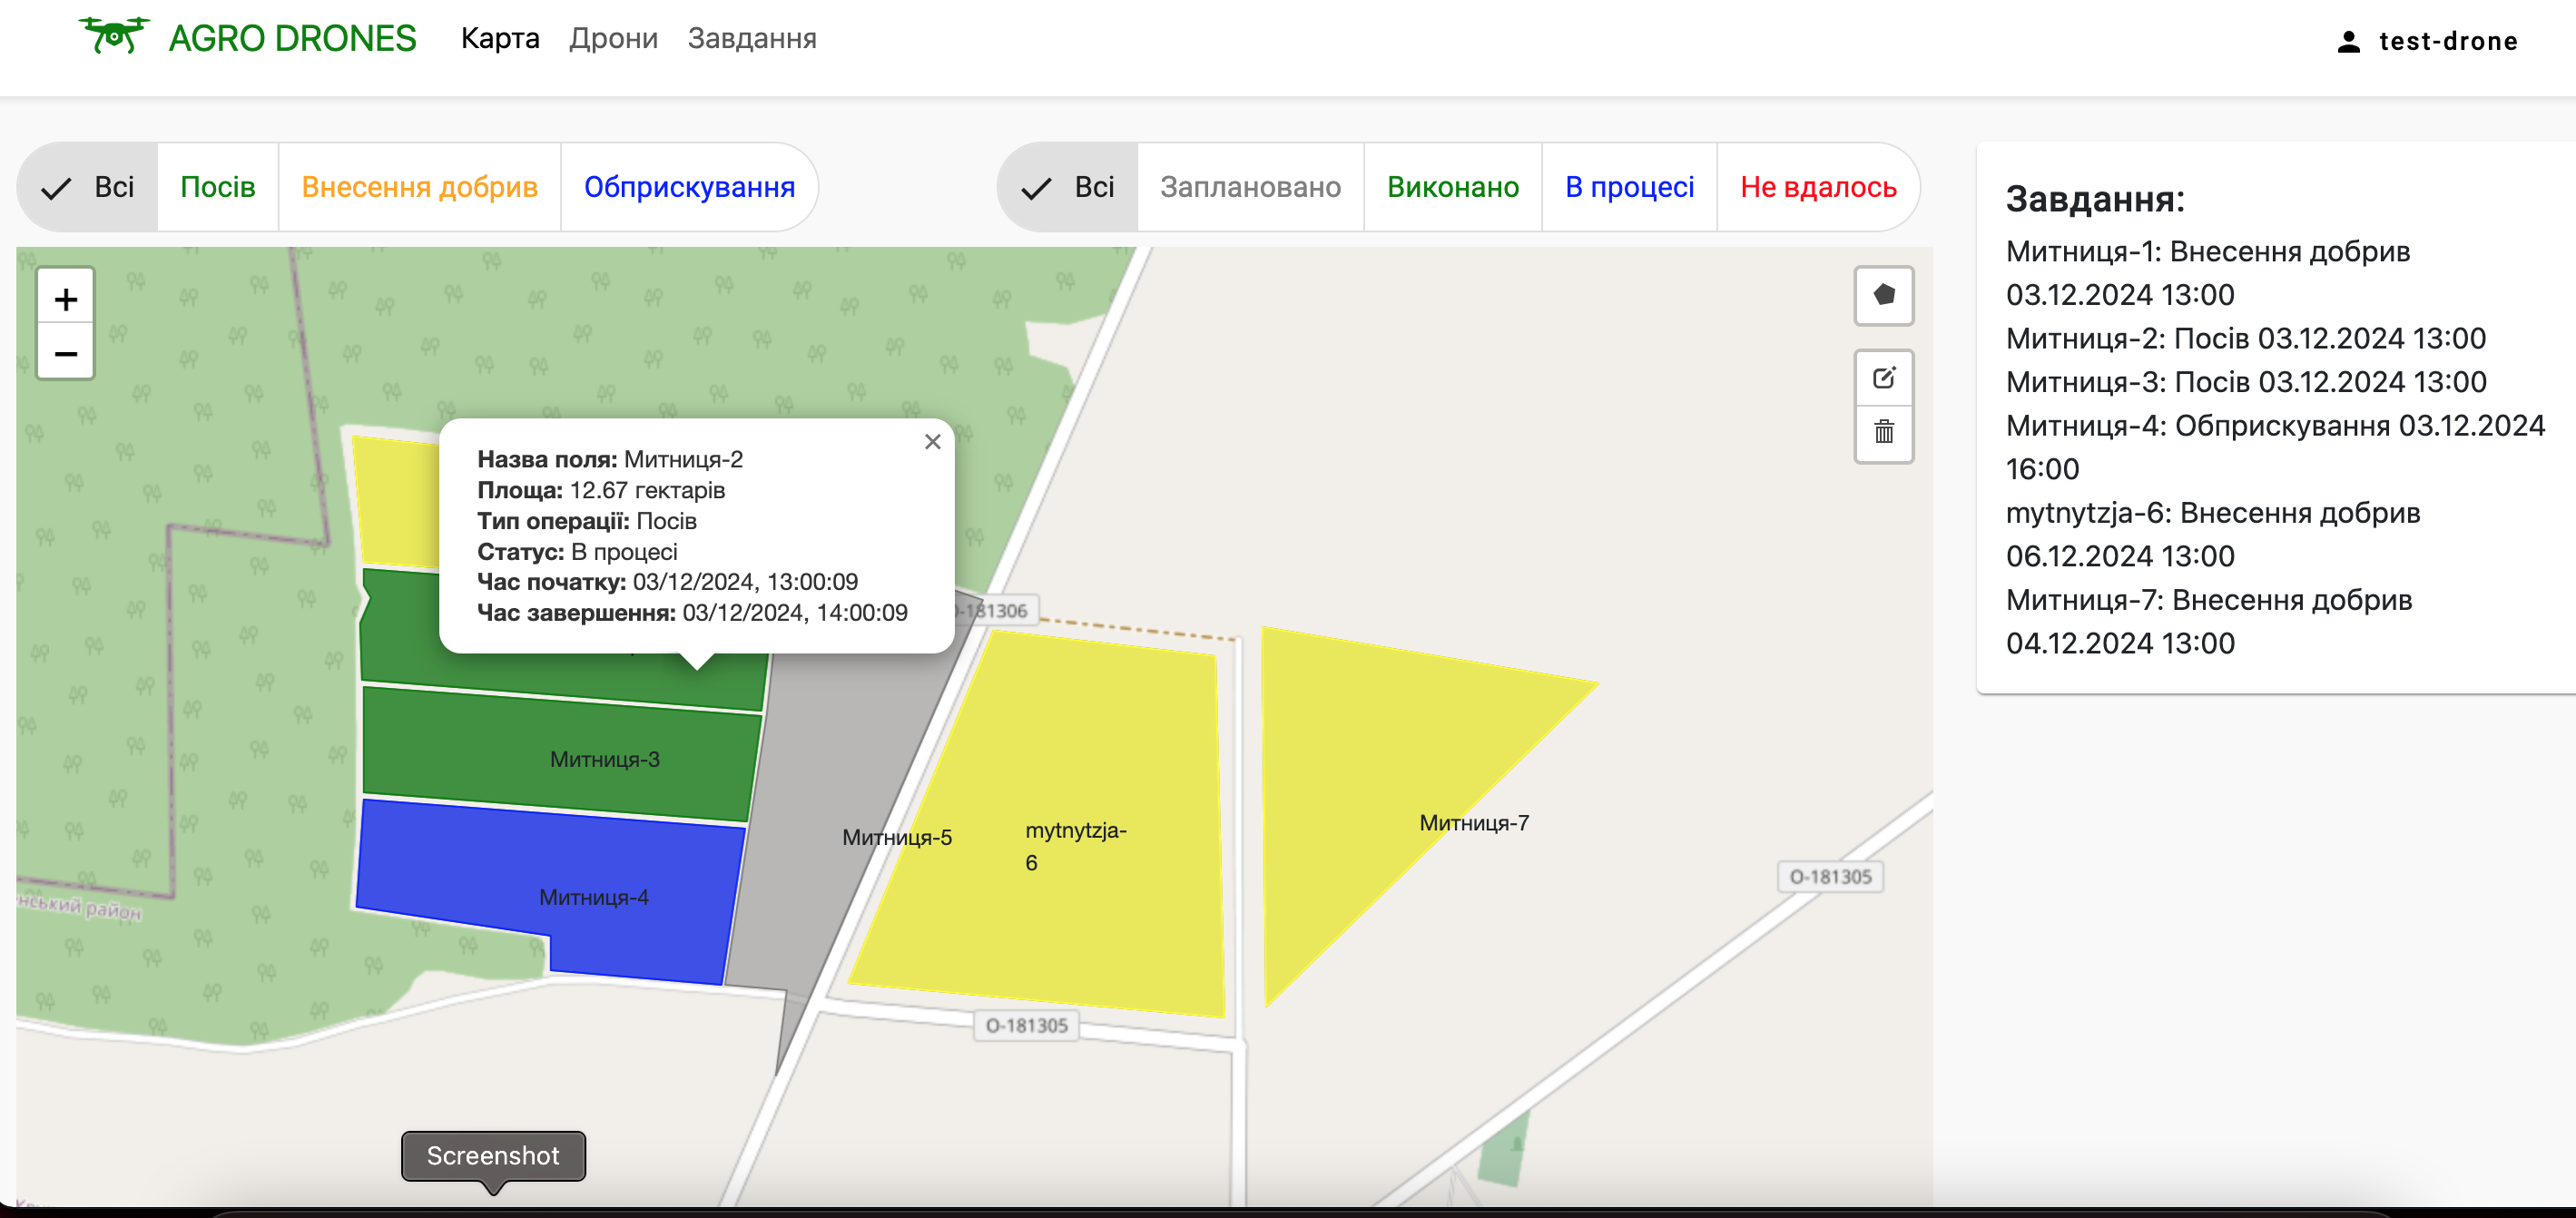 AGRO DRONES
Карта
Дрони
Завдання
test-drone
Всі
Посів
Внесення добрив
Обприскування
Всі
Заплановано
Виконано
В процесі
Не вдалось
+
−
Назва поля: Митниця-2
Площа: 12.67 гектарів
Тип операції: Посів
Статус: В процесі
Час початку: 03/12/2024, 13:00:09
Час завершення: 03/12/2024, 14:00:09
О-181306
Митниця-3
Митниця-4
Митниця-5
mytnytzja-
6
Митниця-7
О-181305
О-181305
нський район
Screenshot
Завдання:
Митниця-1: Внесення добрив
03.12.2024 13:00
Митниця-2: Посів 03.12.2024 13:00
Митниця-3: Посів 03.12.2024 13:00
Митниця-4: Обприскування 03.12.2024
16:00
mytnytzja-6: Внесення добрив
06.12.2024 13:00
Митниця-7: Внесення добрив
04.12.2024 13:00